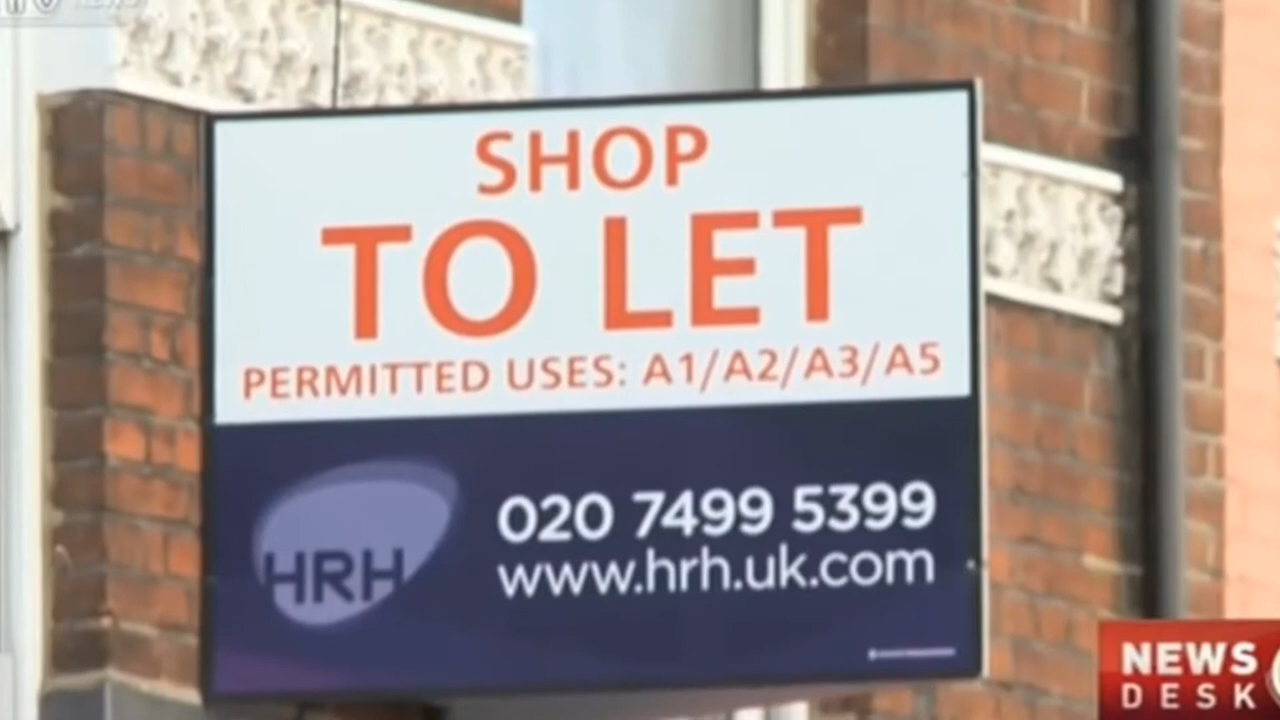 NEWS
SHOP
TO LET
PERMITTED USES: A1/A2/A3/A5
HRH
020 7499 5399
www.hrh.uk.com
NEWS
DESK